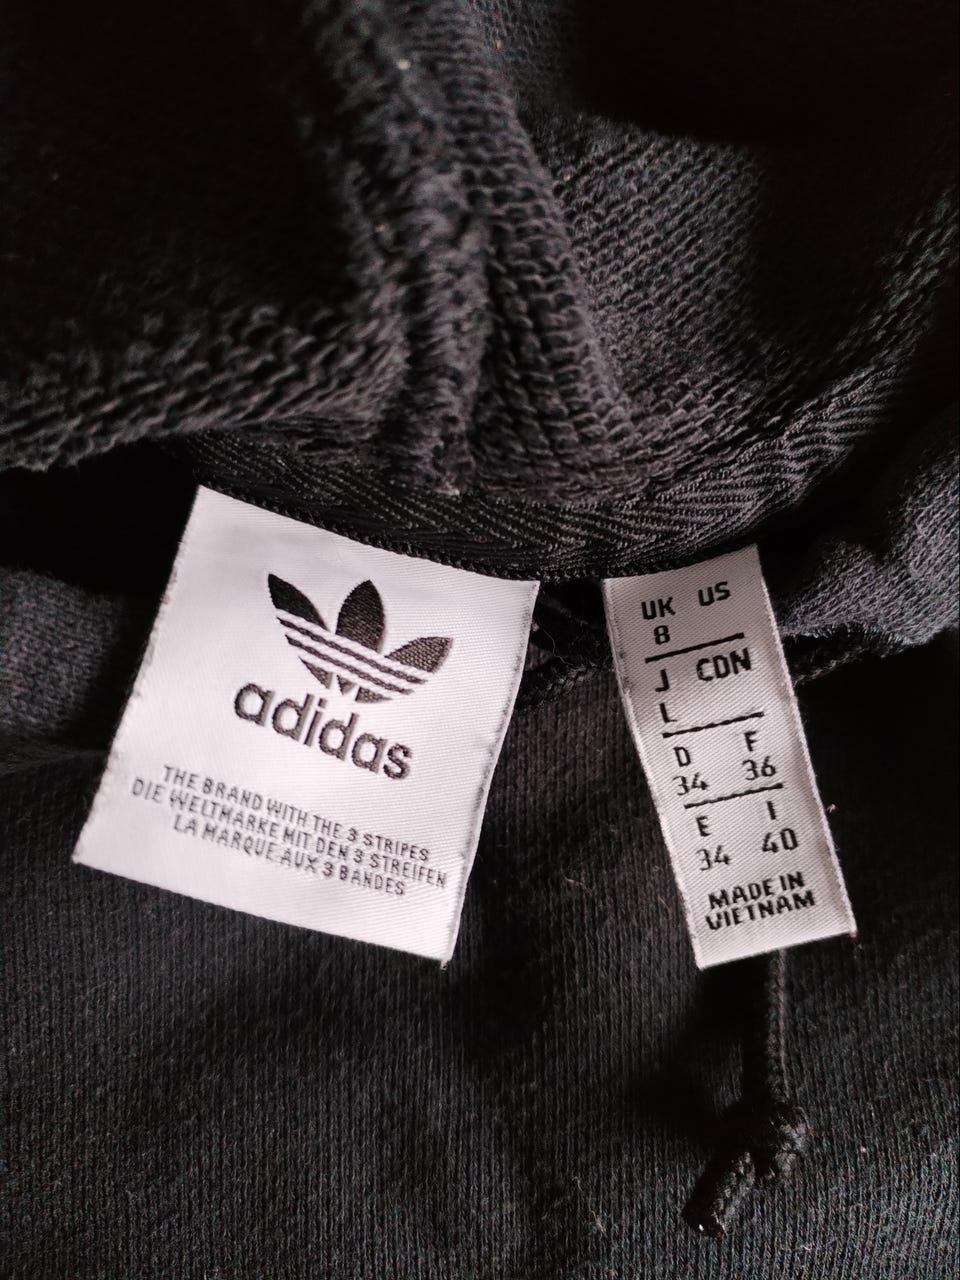 adidas
THE BRAND WITH THE 3 STRIPES
DIE WELTMARKE MIT DEN 3 STREIFEN
LA MARQUE AUX 3 BANDES
UK US
8
J CDN
L
D F
34 36
E I
34 40
MADE IN
VIETNAM